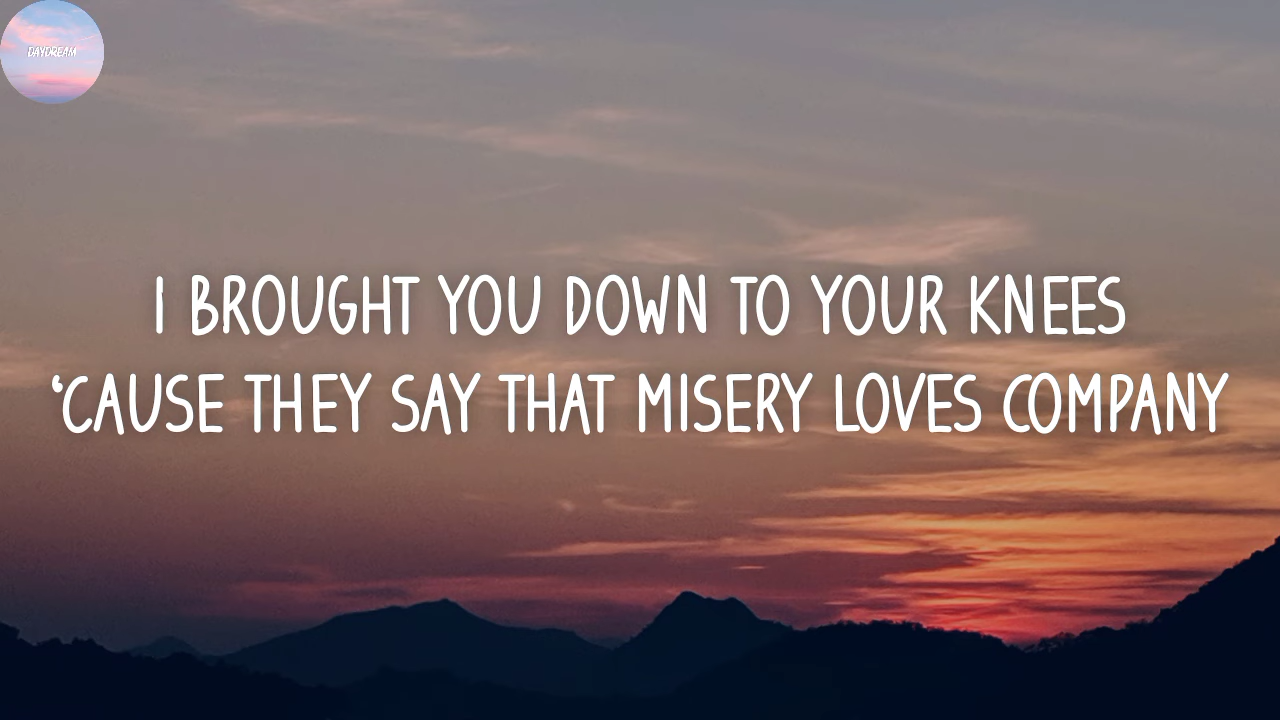 DAYDREAM
I BROUGHT YOU DOWN TO YOUR KNEES
‘CAUSE THEY SAY THAT MISERY LOVES COMPANY